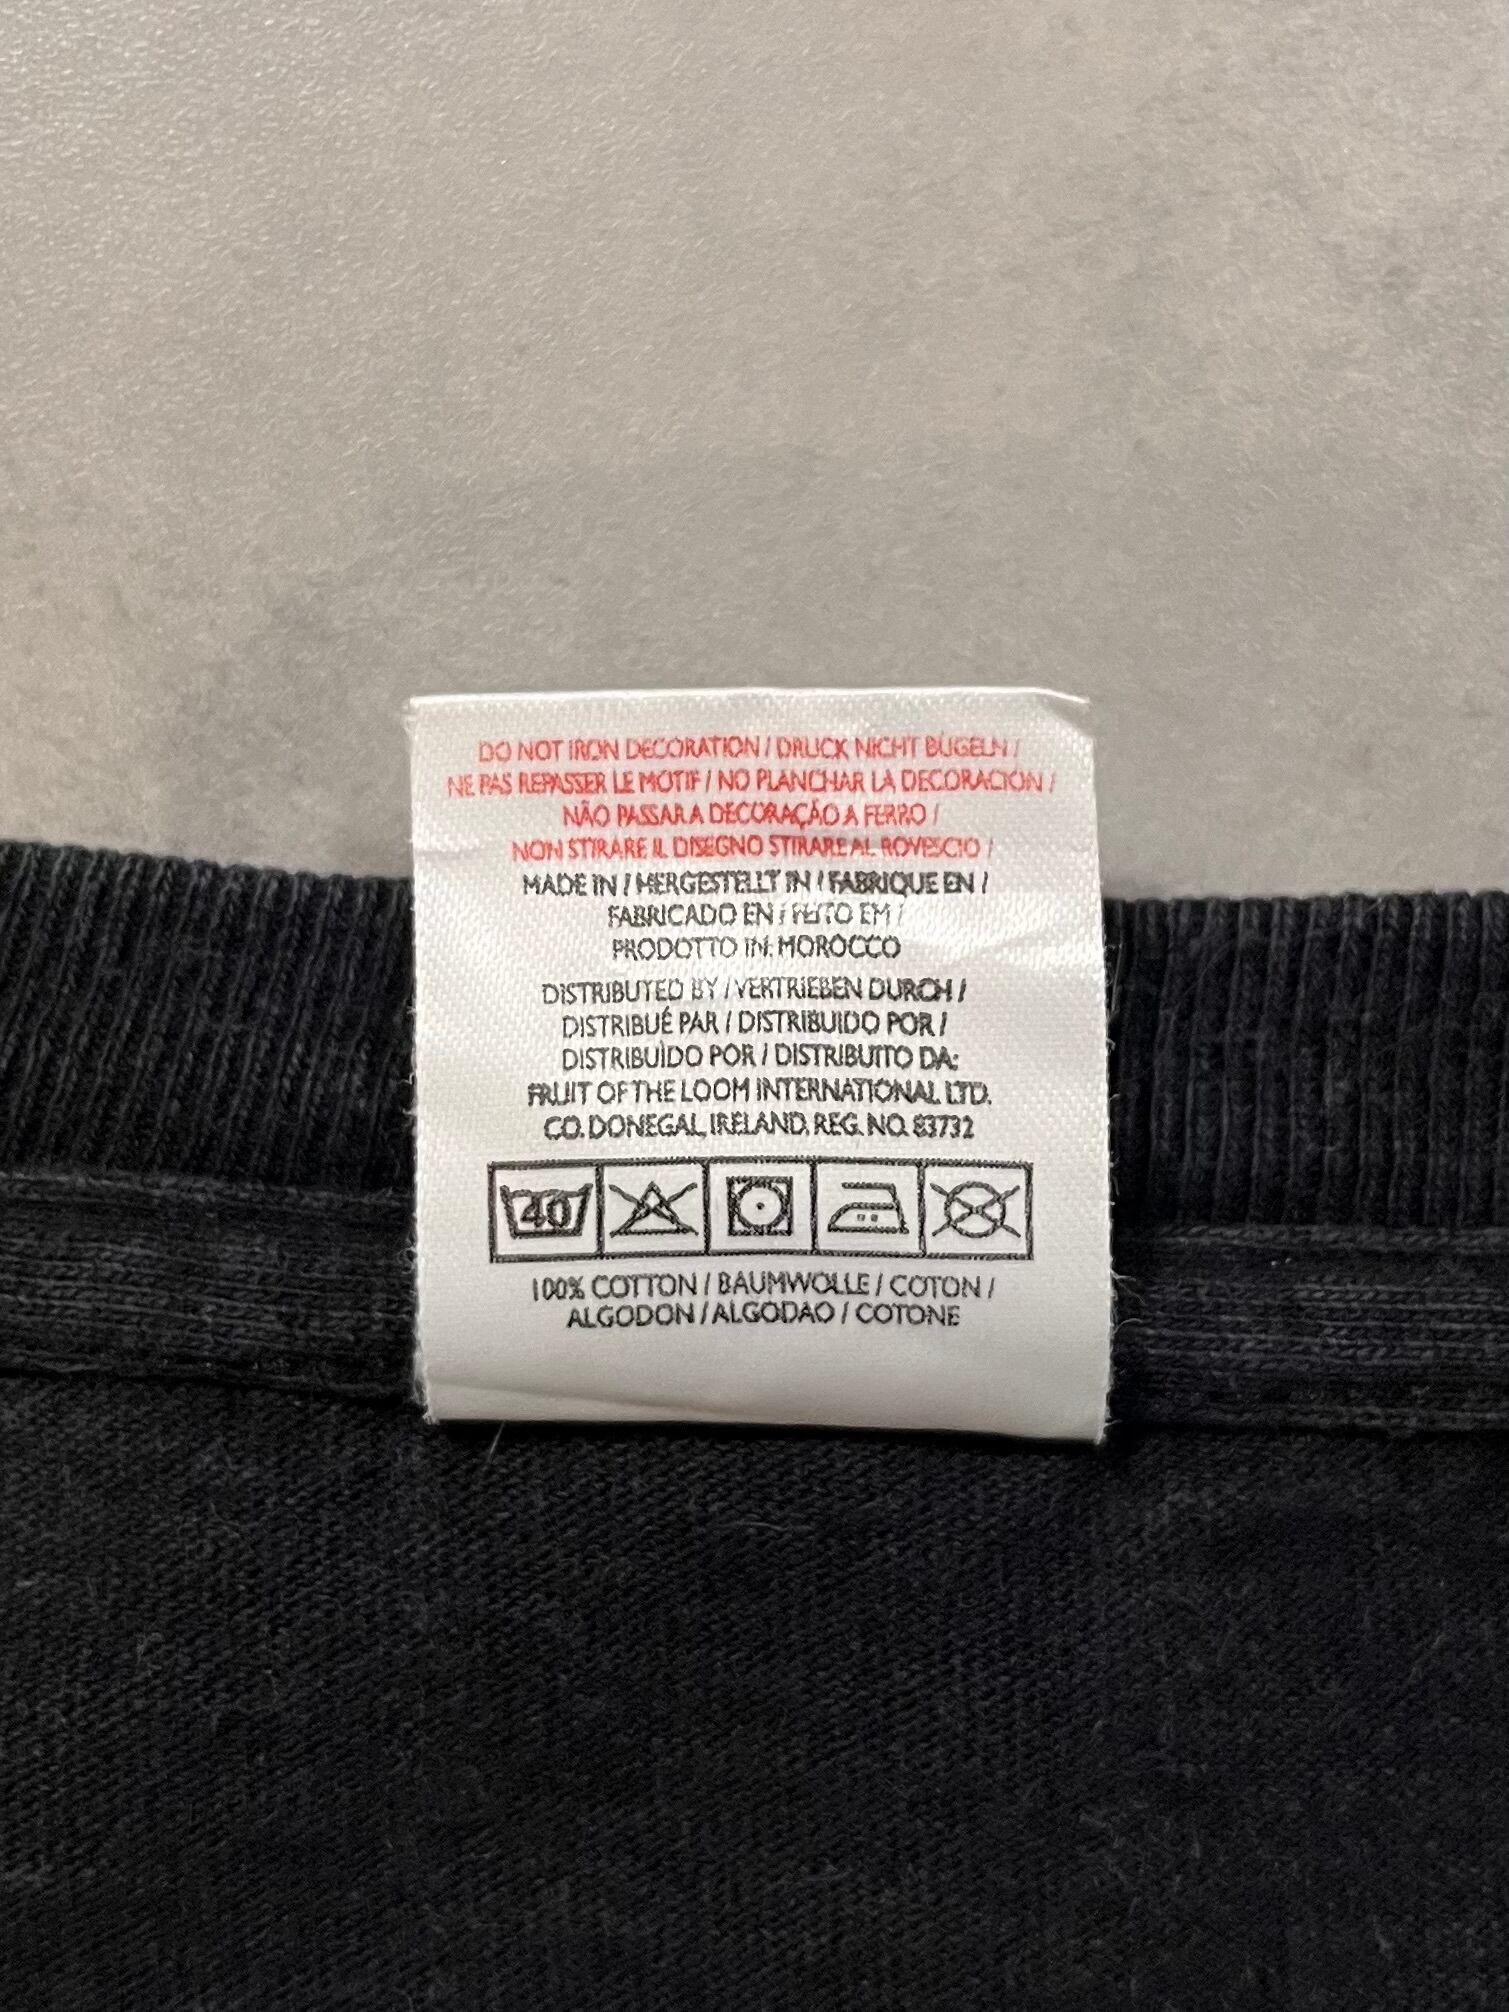 DO NOT IRON DECORATION / DRUCK NICHT BÜGELN /
NE PAS REPASSER LE MOTIF / NO PLANCHAR LA DECORACION /
NÃO PASSAR A DECORAÇÃO A FERRO /
NON STIRARE IL DISEGNO STIRARE AL ROVESCIO /
MADE IN / HERGESTELLT IN / FABRIQUE EN /
FABRICADO EN / FEITO EM /
PRODOTTO IN: MOROCCO
DISTRIBUTED BY / VERTRIEBEN DURCH /
DISTRIBUÉ PAR / DISTRIBUIDO POR /
DISTRIBUÌDO POR / DISTRIBUITO DA:
FRUIT OF THE LOOM INTERNATIONAL LTD.
CO. DONEGAL, IRELAND. REG. NO. 83732
40
100% COTTON / BAUMWOLLE / COTON /
ALGODON / ALGODAO / COTONE